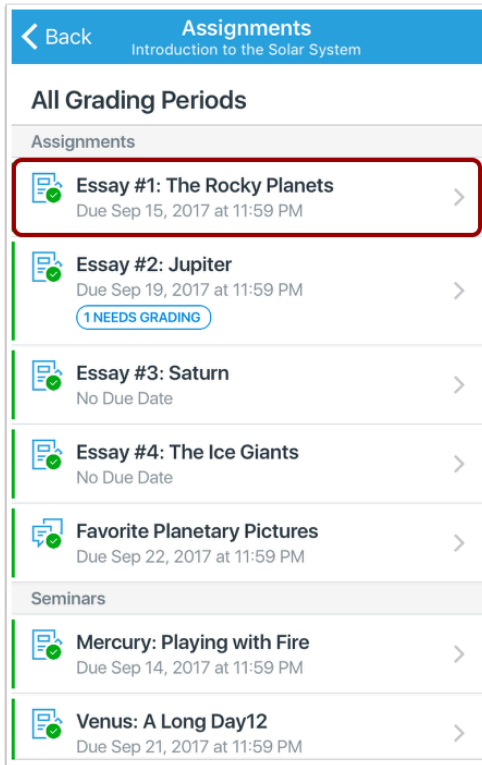 Back
Assignments
Introduction to the Solar System
All Grading Periods
Assignments
Essay #1: The Rocky Planets
Due Sep 15, 2017 at 11:59 PM
Essay #2: Jupiter
Due Sep 19, 2017 at 11:59 PM
1 NEEDS GRADING
Essay #3: Saturn
No Due Date
Essay #4: The Ice Giants
No Due Date
Favorite Planetary Pictures
Due Sep 22, 2017 at 11:59 PM
Seminars
Mercury: Playing with Fire
Due Sep 14, 2017 at 11:59 PM
Venus: A Long Day12
Due Sep 21, 2017 at 11:59 PM